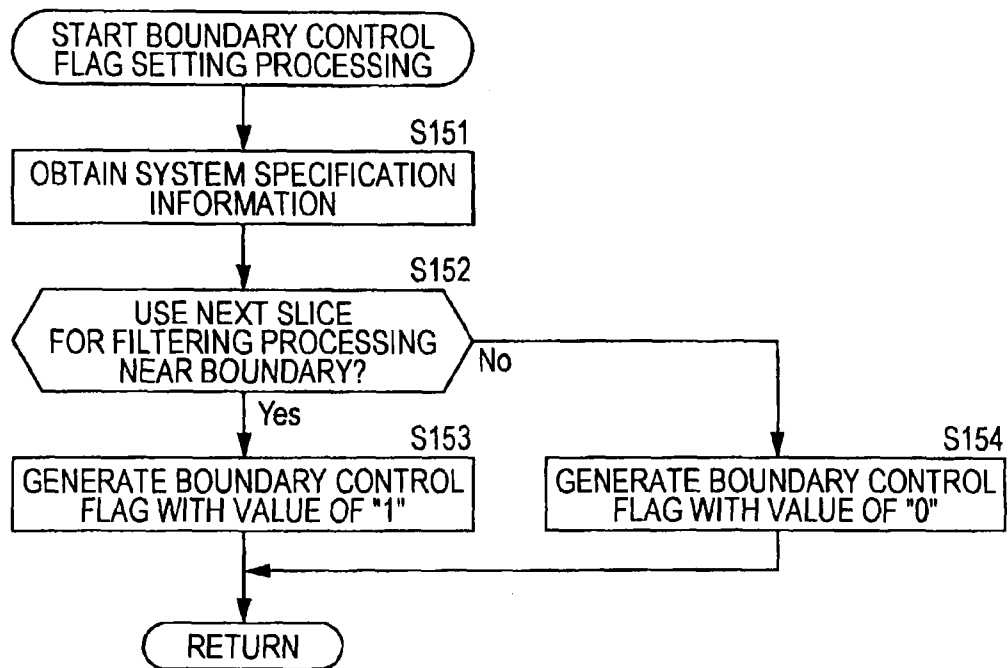 START BOUNDARY CONTROL
FLAG SETTING PROCESSING
S151
OBTAIN SYSTEM SPECIFICATION
INFORMATION
S152
USE NEXT SLICE
FOR FILTERING PROCESSING
NEAR BOUNDARY?
No
Yes
S153
GENERATE BOUNDARY CONTROL
FLAG WITH VALUE OF "1"
S154
GENERATE BOUNDARY CONTROL
FLAG WITH VALUE OF "0"
RETURN